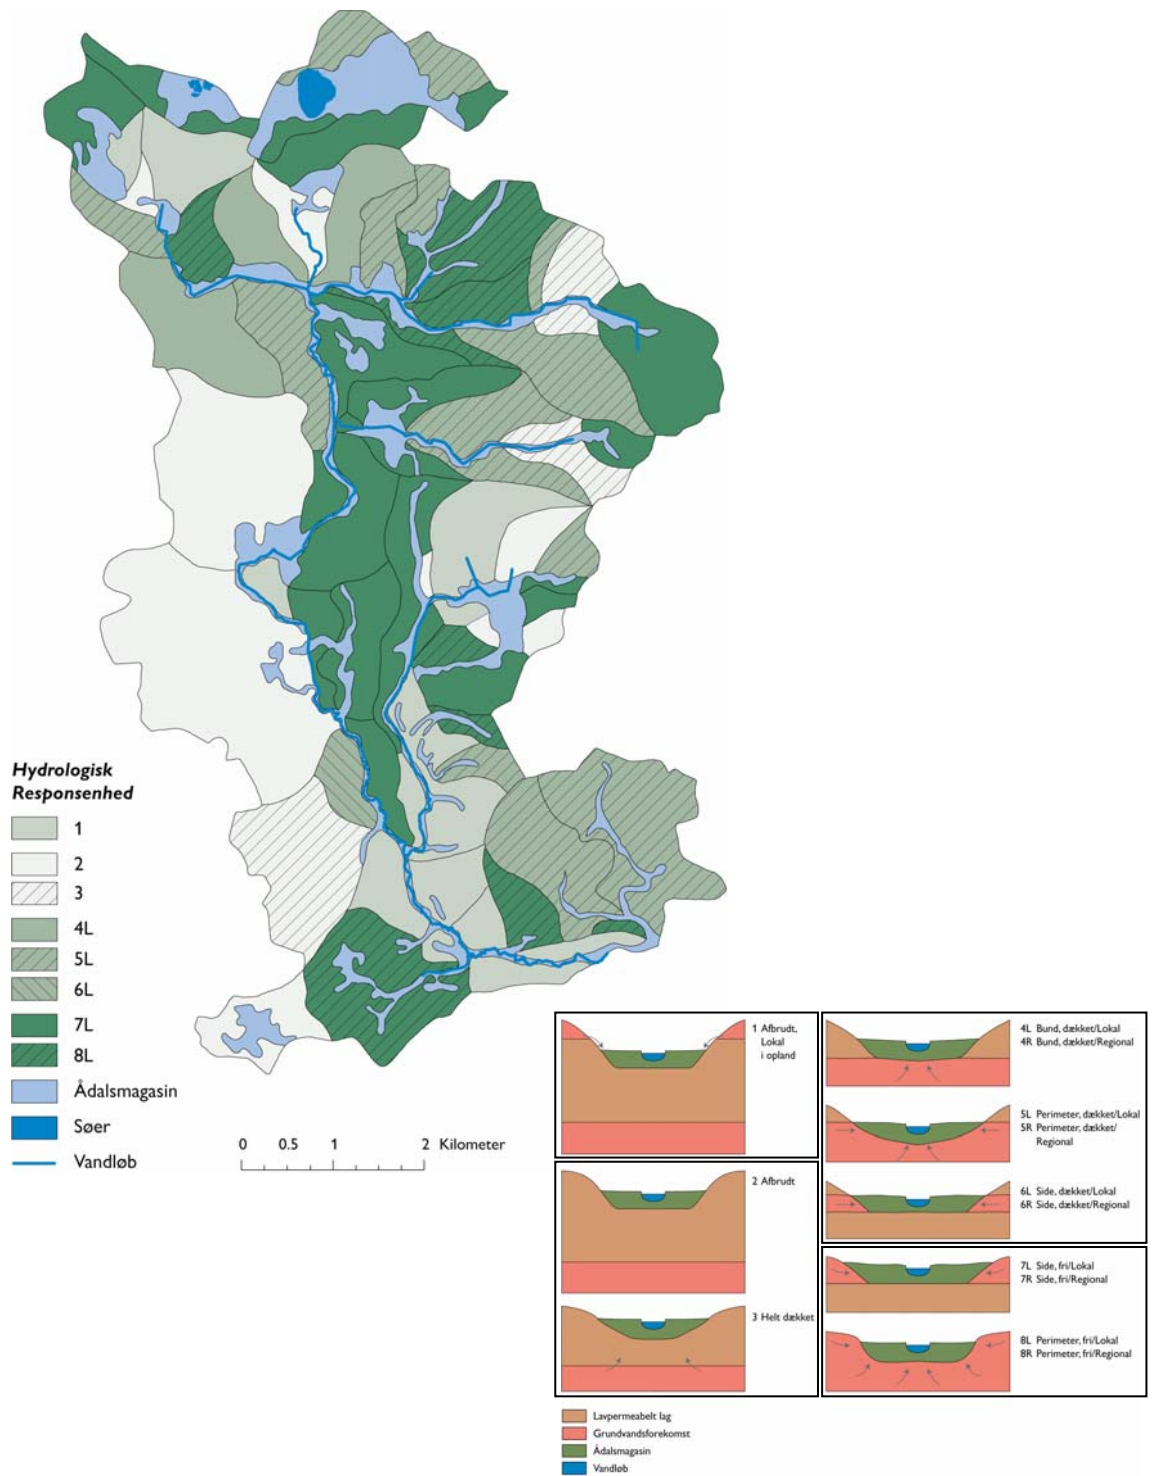 Hydrologisk
Responsenhed
1
2
3
4L
5L
6L
7L
8L
Ådalsmagasin
Søer
Vandløb
0 0.5 1 2 Kilometer
1 Afbrudt,
Lokal
i opland
2 Afbrudt
3 Helt dækket
4L Bund, dækket/Lokal
4R Bund, dækket/Regional
5L Perimeter, dækket/Lokal
5R Perimeter, dækket/
Regional
6L Side, dækket/Lokal
6R Side, dækket/Regional
7L Side, fri/Lokal
7R Side, fri/Regional
8L Perimeter, fri/Lokal
8R Perimeter, fri/Regional
Lavpermeabelt lag
Grundvandsforekomst
Ådalsmagasin
Vandløb